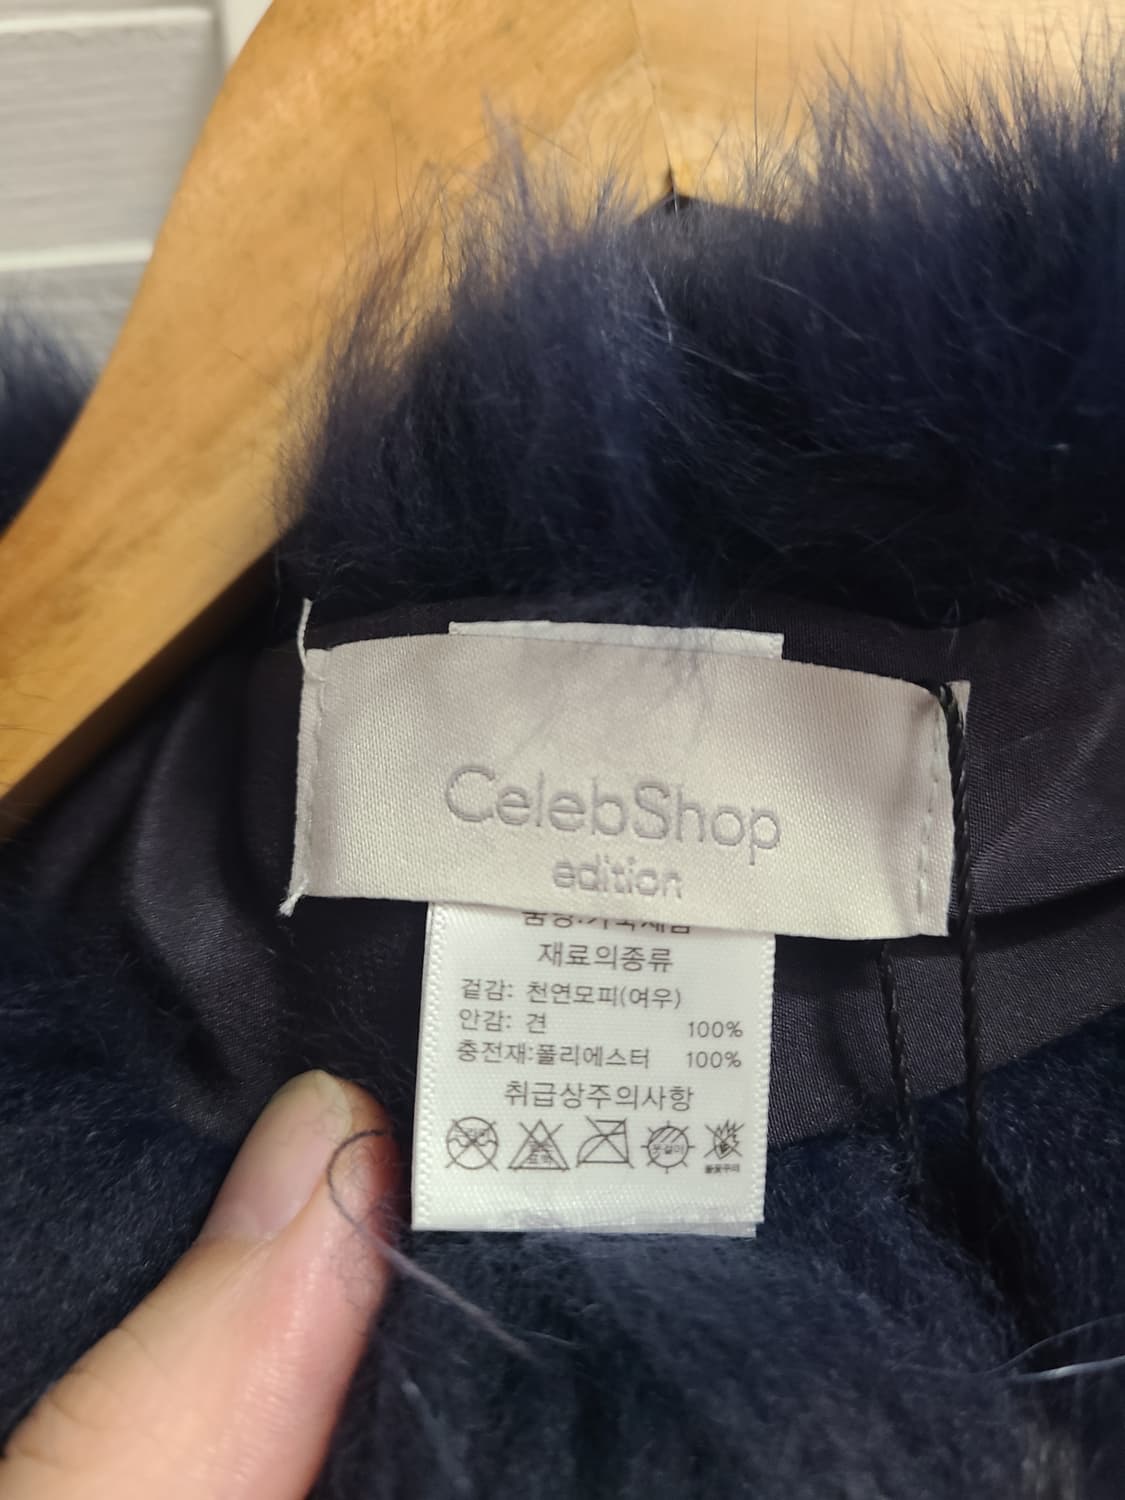 CelebShop
edition
재료의종류
겉감: 천연모피(여우)
안감: 견 100%
충전재:폴리에스터 100%
취급상주의사항